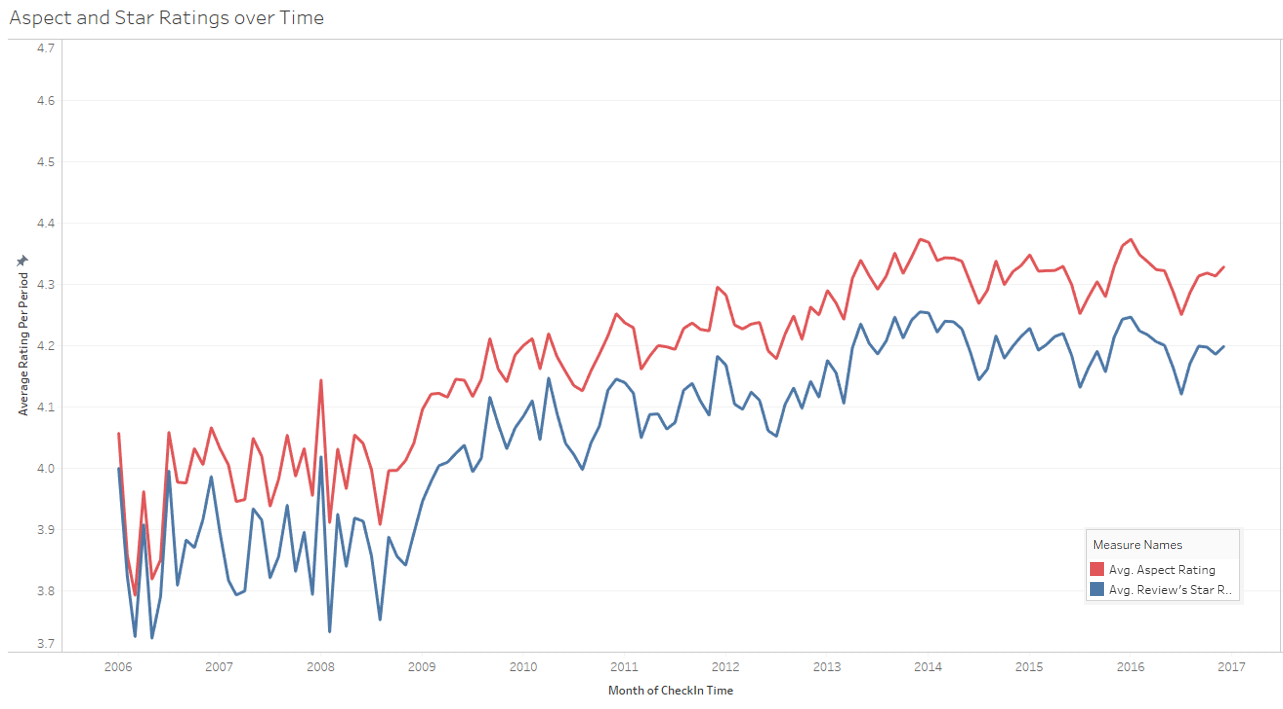 Aspect and Star Ratings over Time
4.7
4.6
4.5
4.4
4.3
4.2
4.1
4.0
3.9
3.8
3.7
Average Rating Per Period
2006 2007 2008 2009 2010 2011 2012 2013 2014 2015 2016 2017
Month of CheckIn Time
Measure Names
Avg. Aspect Rating
Avg. Review's Star R..